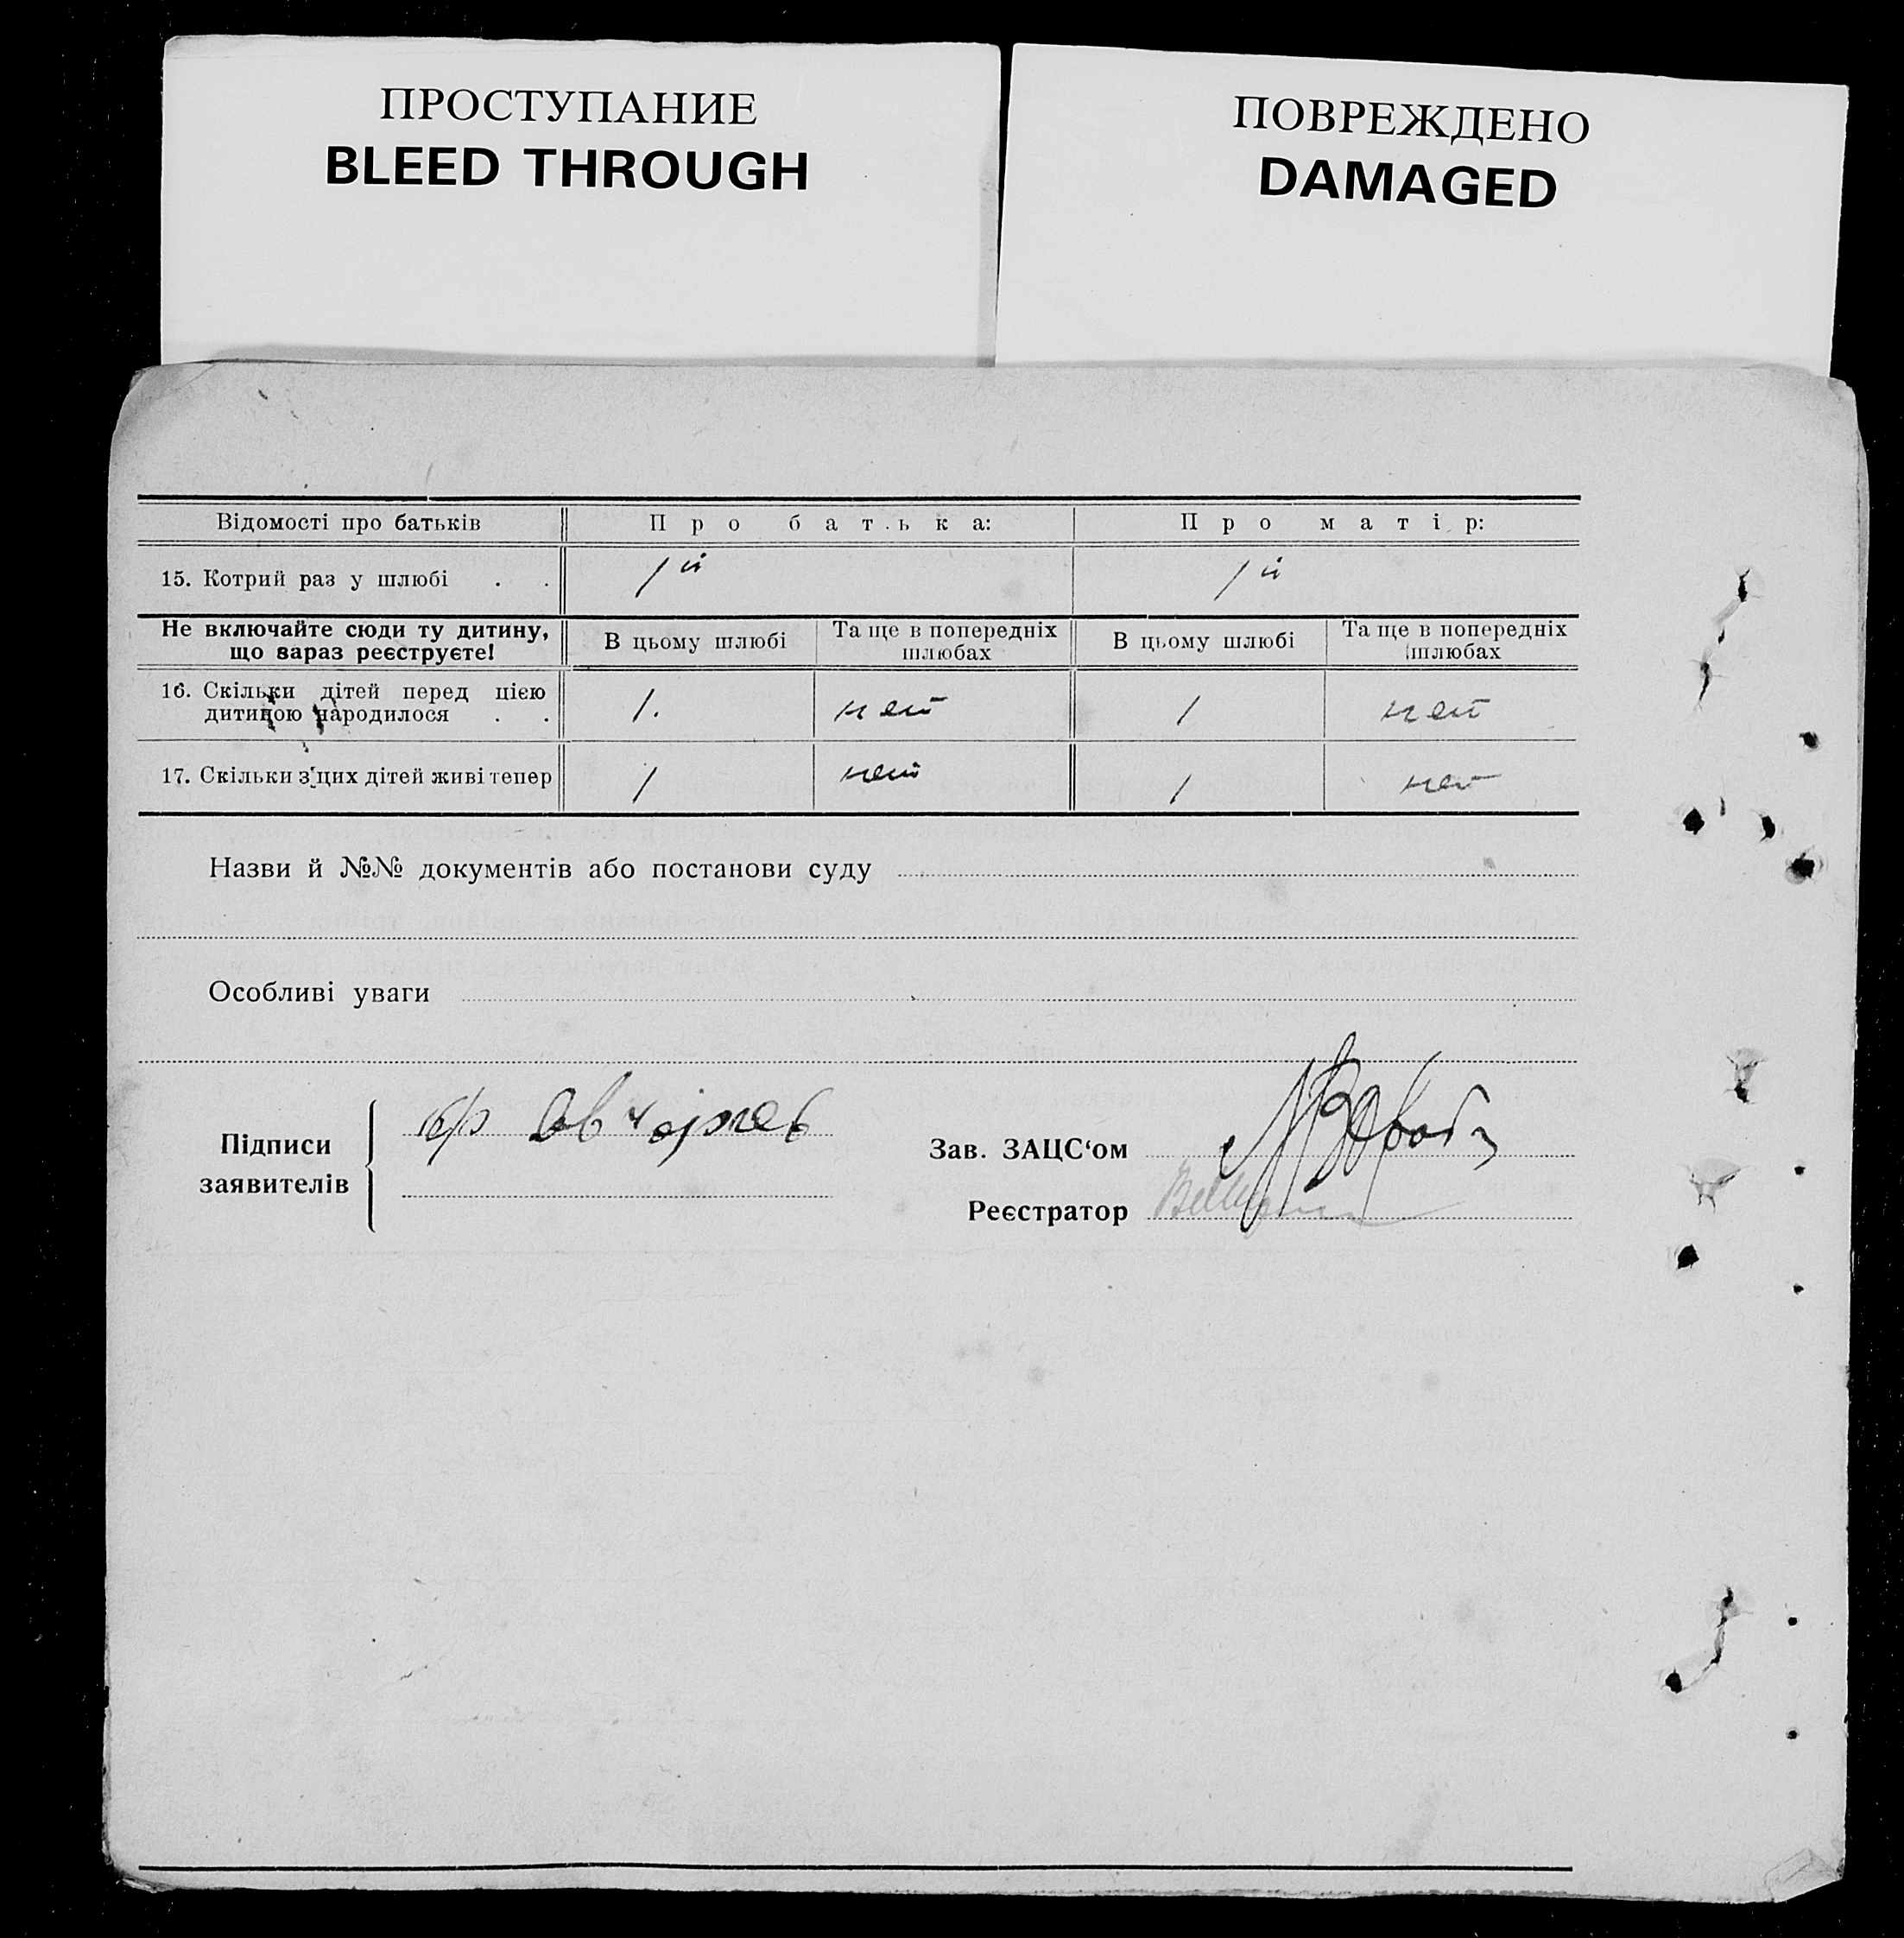 ПРОСТУПАНИЕ
BLEED THROUGH
ПОВРЕЖДЕНО
DAMAGED
Відомості про батьків Про батька: Про матір:
15. Котрий раз у шлюбі . . 1й 1й
Не включайте сюди ту дитину, що зараз реєструєте! В цьому шлюбі Та ще в попередніх шлюбах В цьому шлюбі Та ще в попередніх шлюбах
16. Скільки дітей перед цією дитиною народилося . . 1. нет 1 нет
17. Скільки з цих дітей живі тепер 1 нет 1 нет
Назви й №№ документів або постанови суду
Особливі уваги
Підписи заявителів
Зав. ЗАЦС‘ом
Реєстратор